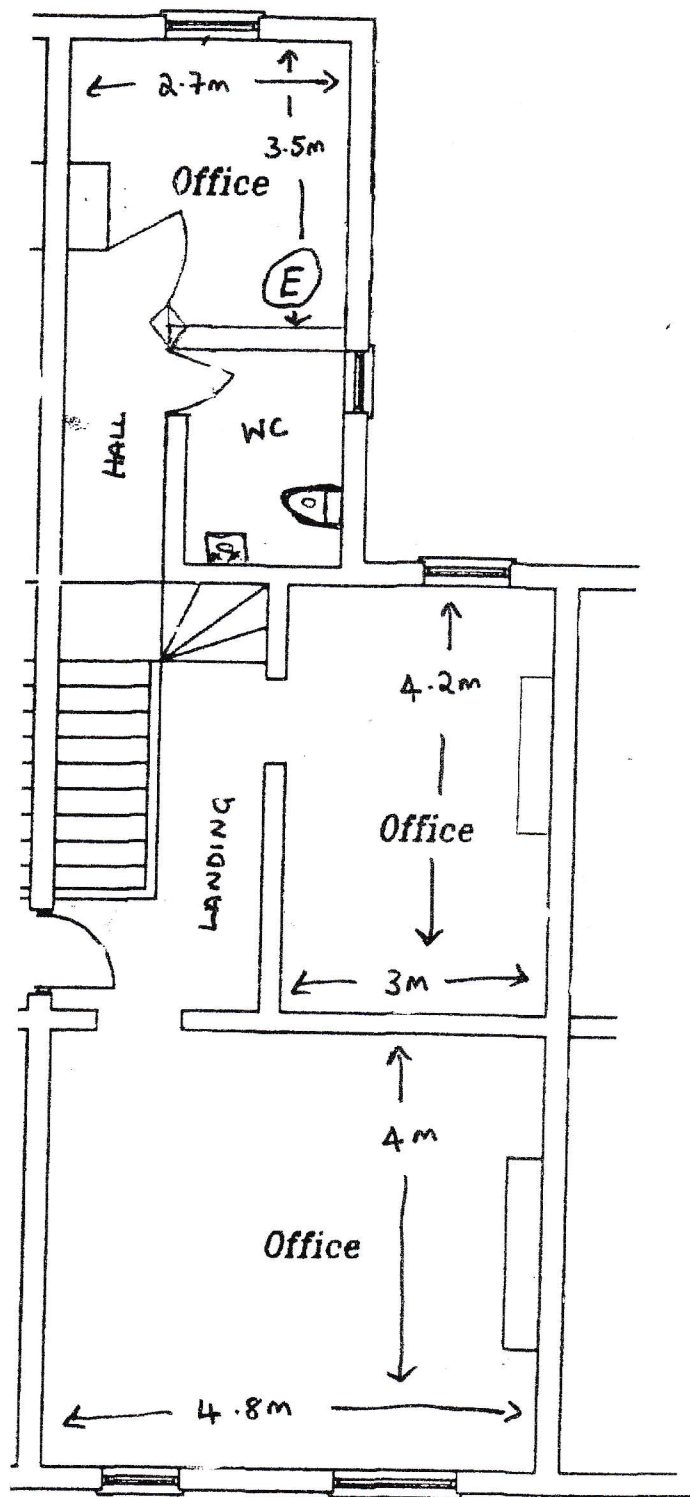 2.7m
3.5m
Office
E
HALL
WC
4.2m
Office
LANDING
3m
4m
Office
4.8m